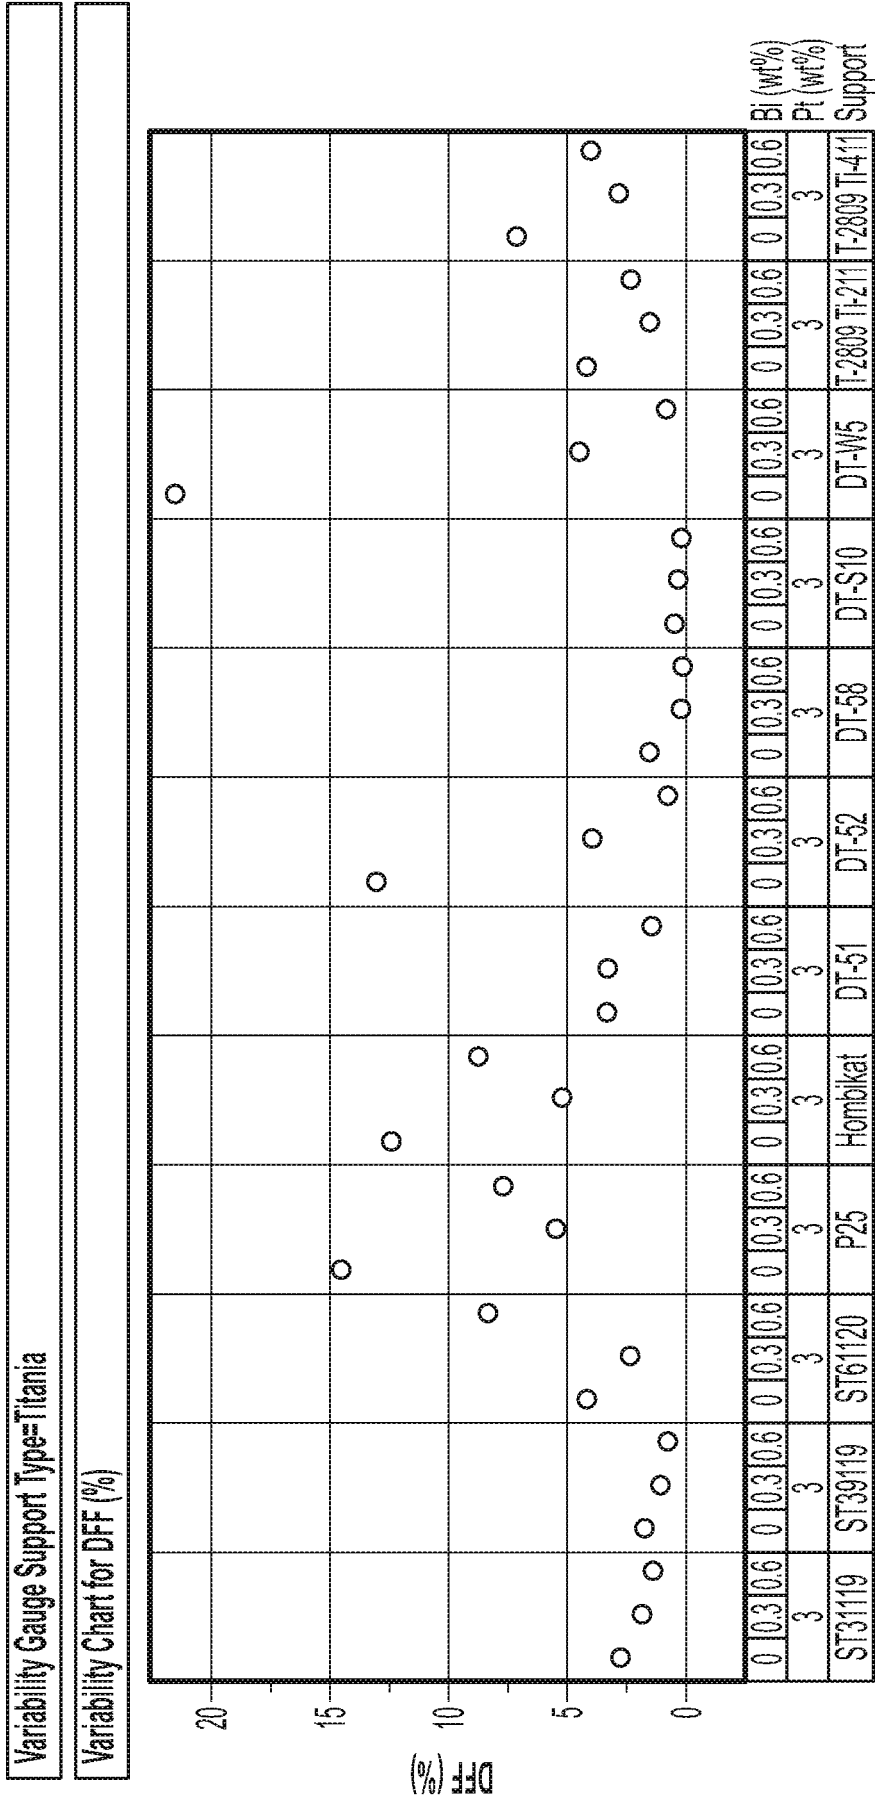 Variability Gauge Support Type=Titania
Variability Chart for DFF (%)
DFF (%)
20
15
10
5
0
0 0.3 0.6 0 0.3 0.6 0 0.3 0.6 0 0.3 0.6 0 0.3 0.6 0 0.3 0.6 0 0.3 0.6 0 0.3 0.6 0 0.3 0.6 0 0.3 0.6 0 0.3 0.6 0 0.3 0.6 Bi (wt%)
3 3 3 3 3 3 3 3 3 3 3 3 Pt (wt%)
ST31119 ST39119 ST61120 P25 Hombikat DT-51 DT-52 DT-58 DT-S10 DT-W5 T-2809 Ti-211 T-2809 Ti-411 Support